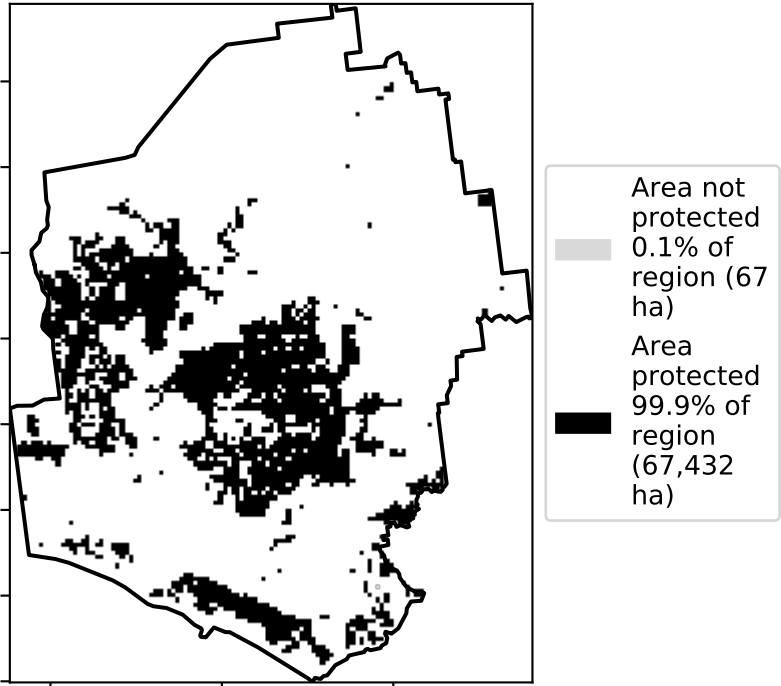 Area not
protected
0.1% of
region (67
ha)
Area
protected
99.9% of
region
(67,432
ha)